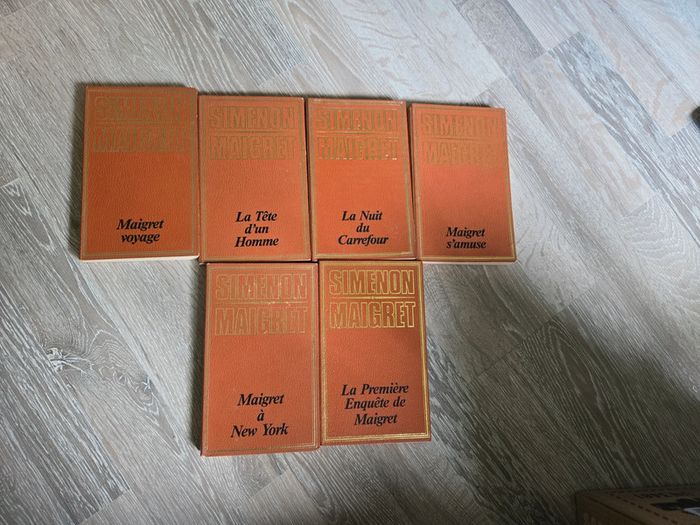 SIMENON
MAIGRET
Maigret
voyage
SIMENON
MAIGRET
La Tête
d'un
Homme
SIMENON
MAIGRET
La Nuit
du
Carrefour
SIMENON
MAIGRET
Maigret
s'amuse
SIMENON
MAIGRET
Maigret
à
New York
SIMENON
MAIGRET
La Première
Enquête de
Maigret